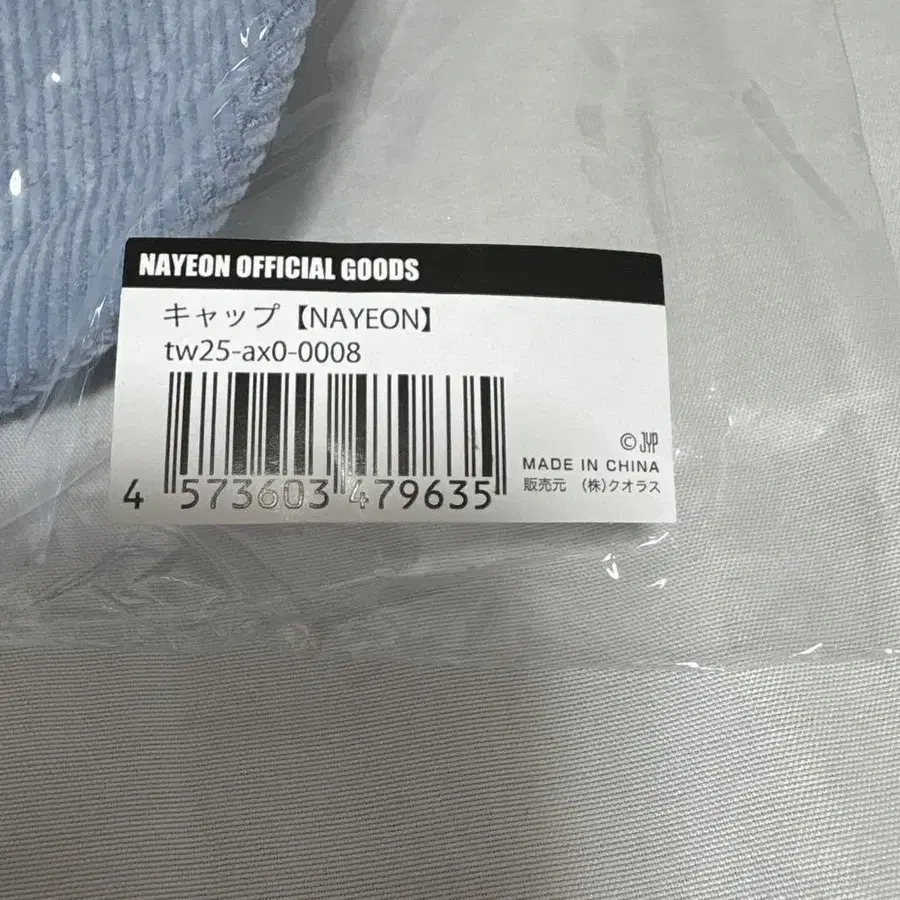 NAYEON OFFICIAL GOODS
キャップ【NAYEON】
tw25-ax0-0008
4 573603 479635
© JYP
MADE IN CHINA
販売元 (株)クオラス